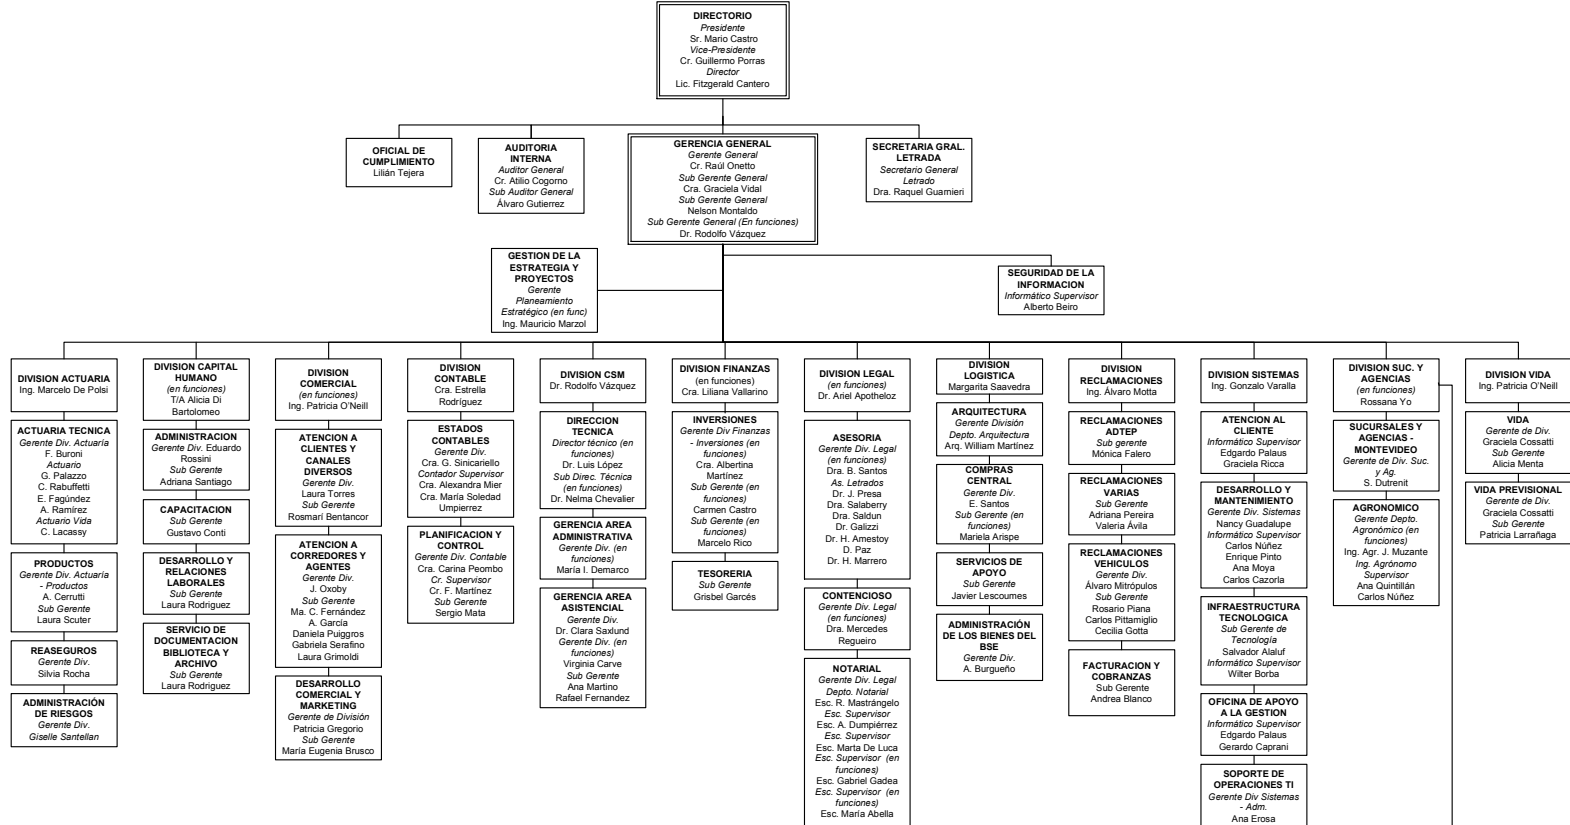 DIRECTORIO
Presidente
Sr. Mario Castro
Vice-Presidente
Cr. Guillermo Porras
Director
Lic. Fitzgerald Cantero
OFICIAL DE
CUMPLIMIENTO
Lilián Tejera
AUDITORIA
INTERNA
Auditor General
Cr. Atilio Cogorno
Sub Auditor General
Álvaro Gutierrez
GERENCIA GENERAL
Gerente General
Cr. Raúl Onetto
Sub Gerente General
Cra. Graciela Vidal
Sub Gerente General
Nelson Montaldo
Sub Gerente General (En funciones)
Dr. Rodolfo Vázquez
SECRETARIA GRAL.
LETRADA
Secretario General
Letrado
Dra. Raquel Guarnieri
GESTION DE LA
ESTRATEGIA Y
PROYECTOS
Gerente
Planeamiento
Estratégico (en func)
Ing. Mauricio Marzol
SEGURIDAD DE LA
INFORMACION
Informático Supervisor
Alberto Beiro
DIVISION ACTUARIA
Ing. Marcelo De Polsi
ACTUARIA TECNICA
Gerente Div. Actuaría
F. Buroni
Actuario
G. Palazzo
C. Rabuffetti
E. Fagúndez
A. Ramírez
Actuario Vida
C. Lacassy
PRODUCTOS
Gerente Div. Actuaría
- Productos
A. Cerrutti
Sub Gerente
Laura Scuter
REASEGUROS
Gerente Div.
Silvia Rocha
ADMINISTRACIÓN
DE RIESGOS
Gerente Div.
Giselle Santellan
DIVISION CAPITAL
HUMANO
(en funciones)
T/A Alicia Di
Bartolomeo
ADMINISTRACION
Gerente Div. Eduardo
Rossini
Sub Gerente
Adriana Santiago
CAPACITACION
Sub Gerente
Gustavo Conti
DESARROLLO Y
RELACIONES
LABORALES
Sub Gerente
Laura Rodriguez
SERVICIO DE
DOCUMENTACION
BIBLIOTECA Y
ARCHIVO
Sub Gerente
Laura Rodriguez
DIVISION
COMERCIAL
(en funciones)
Ing. Patricia O'Neill
ATENCION A
CLIENTES Y
CANALES
DIVERSOS
Gerente Div.
Laura Torres
Sub Gerente
Rosmarí Bentancor
ATENCION A
CORREDORES Y
AGENTES
Gerente Div.
J. Oxoby
Sub Gerente
Ma. C. Fernández
A. García
Daniela Puiggros
Gabriela Serafino
Laura Grimoldi
DESARROLLO
COMERCIAL Y
MARKETING
Gerente de División
Patricia Gregorio
Sub Gerente
María Eugenia Brusco
DIVISION
CONTABLE
Cra. Estrella
Rodríguez
ESTADOS
CONTABLES
Gerente Div.
Cra. G. Sinicariello
Contador Supervisor
Cra. Alexandra Mier
Cra. María Soledad
Umpierrez
PLANIFICACION Y
CONTROL
Gerente Div. Contable
Cra. Carina Peombo
Cr. Supervisor
Cr. F. Martínez
Sub Gerente
Sergio Mata
DIVISION CSM
Dr. Rodolfo Vázquez
DIRECCION
TECNICA
Director técnico (en
funciones)
Dr. Luis López
Sub Direc. Técnica
(en funciones)
Dr. Nelma Chevalier
GERENCIA AREA
ADMINISTRATIVA
Gerente Div. (en
funciones)
María I. Demarco
GERENCIA AREA
ASISTENCIAL
Gerente Div.
Dr. Clara Saxlund
Gerente Div. (en
funciones)
Virginia Carve
Sub Gerente
Ana Martino
Rafael Fernandez
DIVISION FINANZAS
(en funciones)
Cra. Liliana Vallarino
INVERSIONES
Gerente Div Finanzas
- Inversiones (en
funciones)
Cra. Albertina
Martínez
Sub Gerente (en
funciones)
Carmen Castro
Sub Gerente (en
funciones)
Marcelo Rico
TESORERIA
Sub Gerente
Grisbel Garcés
DIVISION LEGAL
(en funciones)
Dr. Ariel Apotheloz
ASESORIA
Gerente Div. Legal
(en funciones)
Dra. B. Santos
As. Letrados
Dr. J. Presa
Dra. Salaberry
Dra. Saldun
Dr. Galizzi
Dr. H. Amestoy
D. Paz
Dr. H. Marrero
CONTENCIOSO
Gerente Div. Legal
(en funciones)
Dra. Mercedes
Regueiro
NOTARIAL
Gerente Div. Legal
Depto. Notarial
Esc. R. Mastrángelo
Esc. Supervisor
Esc. A. Dumpiérrez
Esc. Supervisor
Esc. Marta De Luca
Esc. Supervisor (en
funciones)
Esc. Gabriel Gadea
Esc. Supervisor (en
funciones)
Esc. María Abella
DIVISION
LOGISTICA
Margarita Saavedra
ARQUITECTURA
Gerente División
Depto. Arquitectura
Arq. William Martínez
COMPRAS
CENTRAL
Gerente Div.
E. Santos
Sub Gerente (en
funciones)
Mariela Arispe
SERVICIOS DE
APOYO
Sub Gerente
Javier Lescoumes
ADMINISTRACIÓN
DE LOS BIENES DEL
BSE
Gerente Div.
A. Burgueño
DIVISION
RECLAMACIONES
Ing. Álvaro Motta
RECLAMACIONES
ADTEP
Sub gerente
Mónica Falero
RECLAMACIONES
VARIAS
Sub Gerente
Adriana Pereira
Valeria Ávila
RECLAMACIONES
VEHICULOS
Gerente Div.
Álvaro Mitrópulos
Sub Gerente
Rosario Piana
Carlos Pittamiglio
Cecilia Gotta
FACTURACION Y
COBRANZAS
Sub Gerente
Andrea Blanco
DIVISION SISTEMAS
Ing. Gonzalo Varalla
ATENCION AL
CLIENTE
Informático Supervisor
Edgardo Palaus
Graciela Ricca
DESARROLLO Y
MANTENIMIENTO
Gerente Div. Sistemas
Nancy Guadalupe
Informático Supervisor
Carlos Núñez
Enrique Pinto
Ana Moya
Carlos Cazorla
INFRAESTRUCTURA
TECNOLOGICA
Sub Gerente de
Tecnología
Salvador Alaluf
Informático Supervisor
Wilter Borba
OFICINA DE APOYO
A LA GESTION
Informático Supervisor
Edgardo Palaus
Gerardo Caprani
SOPORTE DE
OPERACIONES TI
Gerente Div Sistemas
- Adm.
Ana Erosa
DIVISION SUC. Y
AGENCIAS
(en funciones)
Rossana Yo
SUCURSALES Y
AGENCIAS -
MONTEVIDEO
Gerente de Div. Suc.
y Ag.
S. Dutrenit
AGRONOMICO
Gerente Depto.
Agronómico (en
funciones)
Ing. Agr. J. Muzante
Ing. Agrónomo
Supervisor
Ana Quintillán
Carlos Núñez
DIVISION VIDA
Ing. Patricia O'Neill
VIDA
Gerente de Div.
Graciela Cossatti
Sub Gerente
Alicia Menta
VIDA PREVISIONAL
Gerente de Div.
Graciela Cossatti
Sub Gerente
Patricia Larrañaga